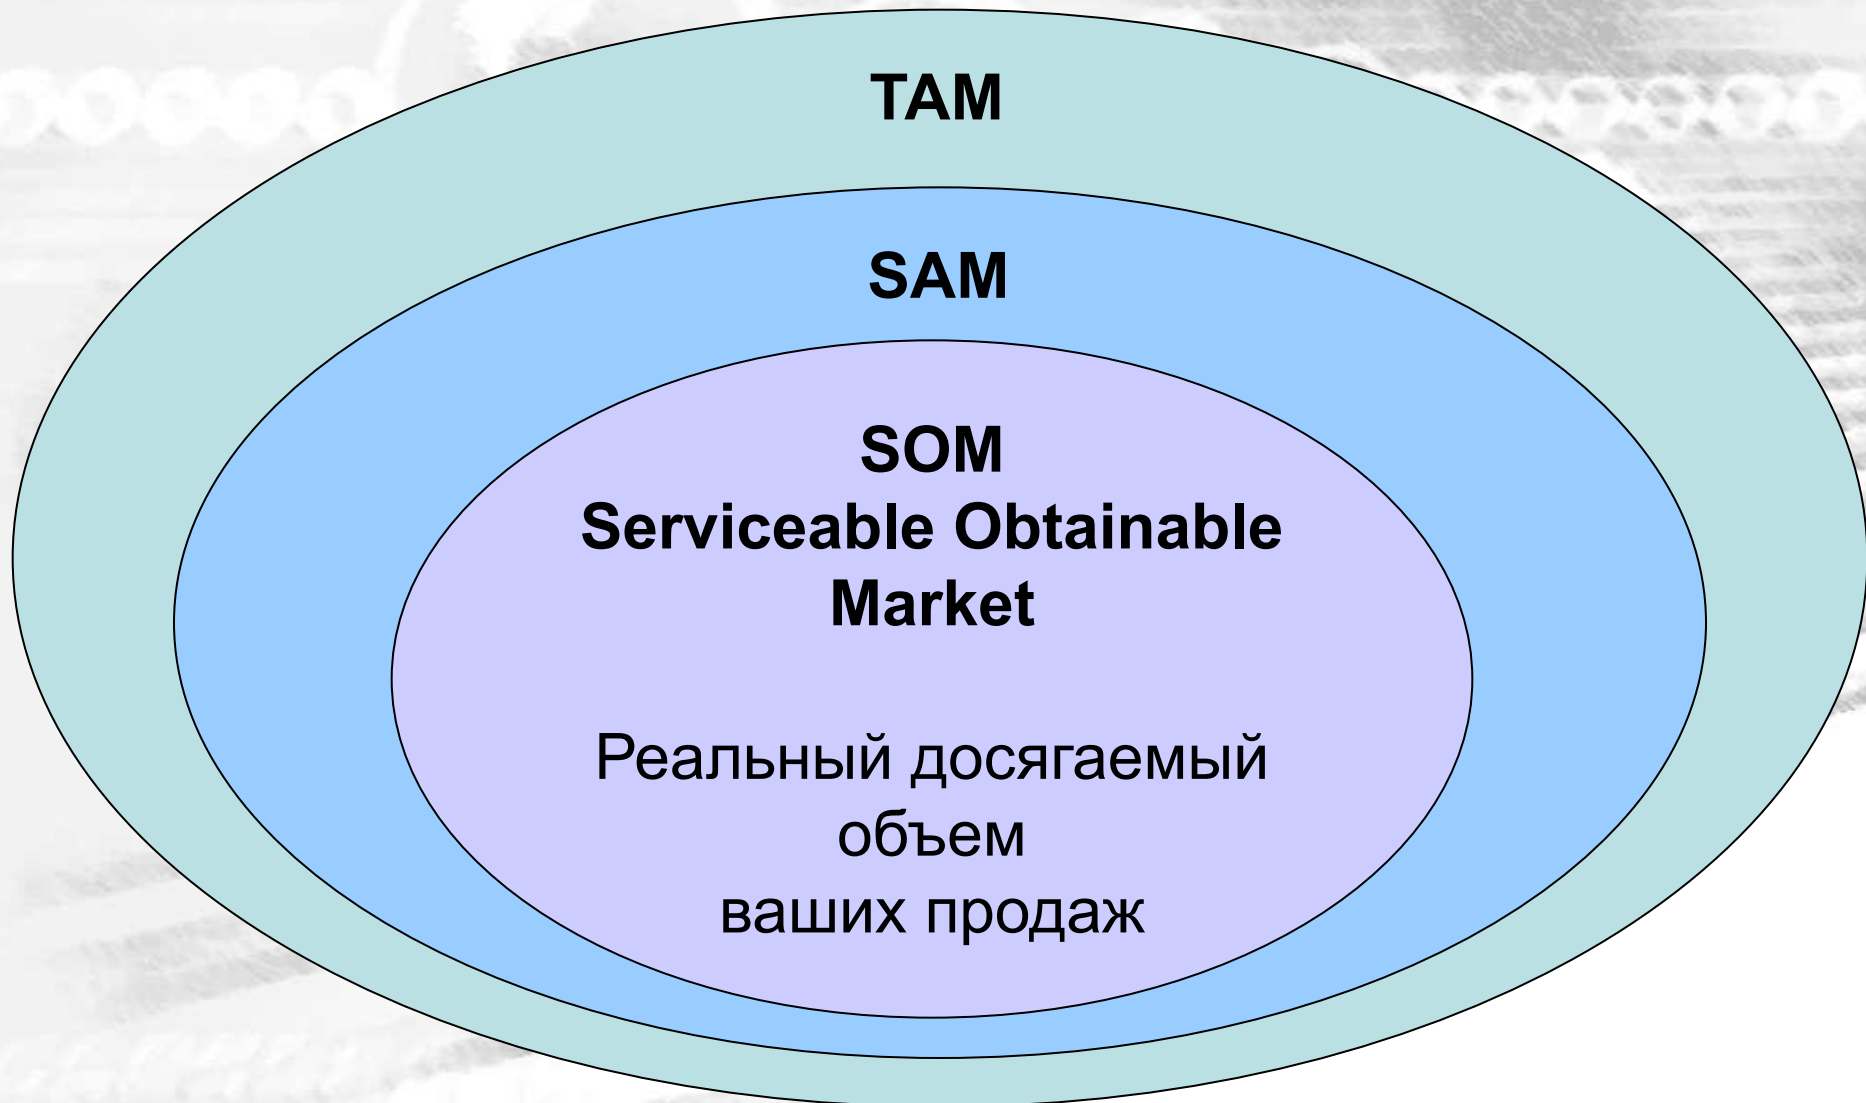 TAM
SAM
SOM
Serviceable Obtainable
Market
Реальный досягаемый
объем
ваших продаж